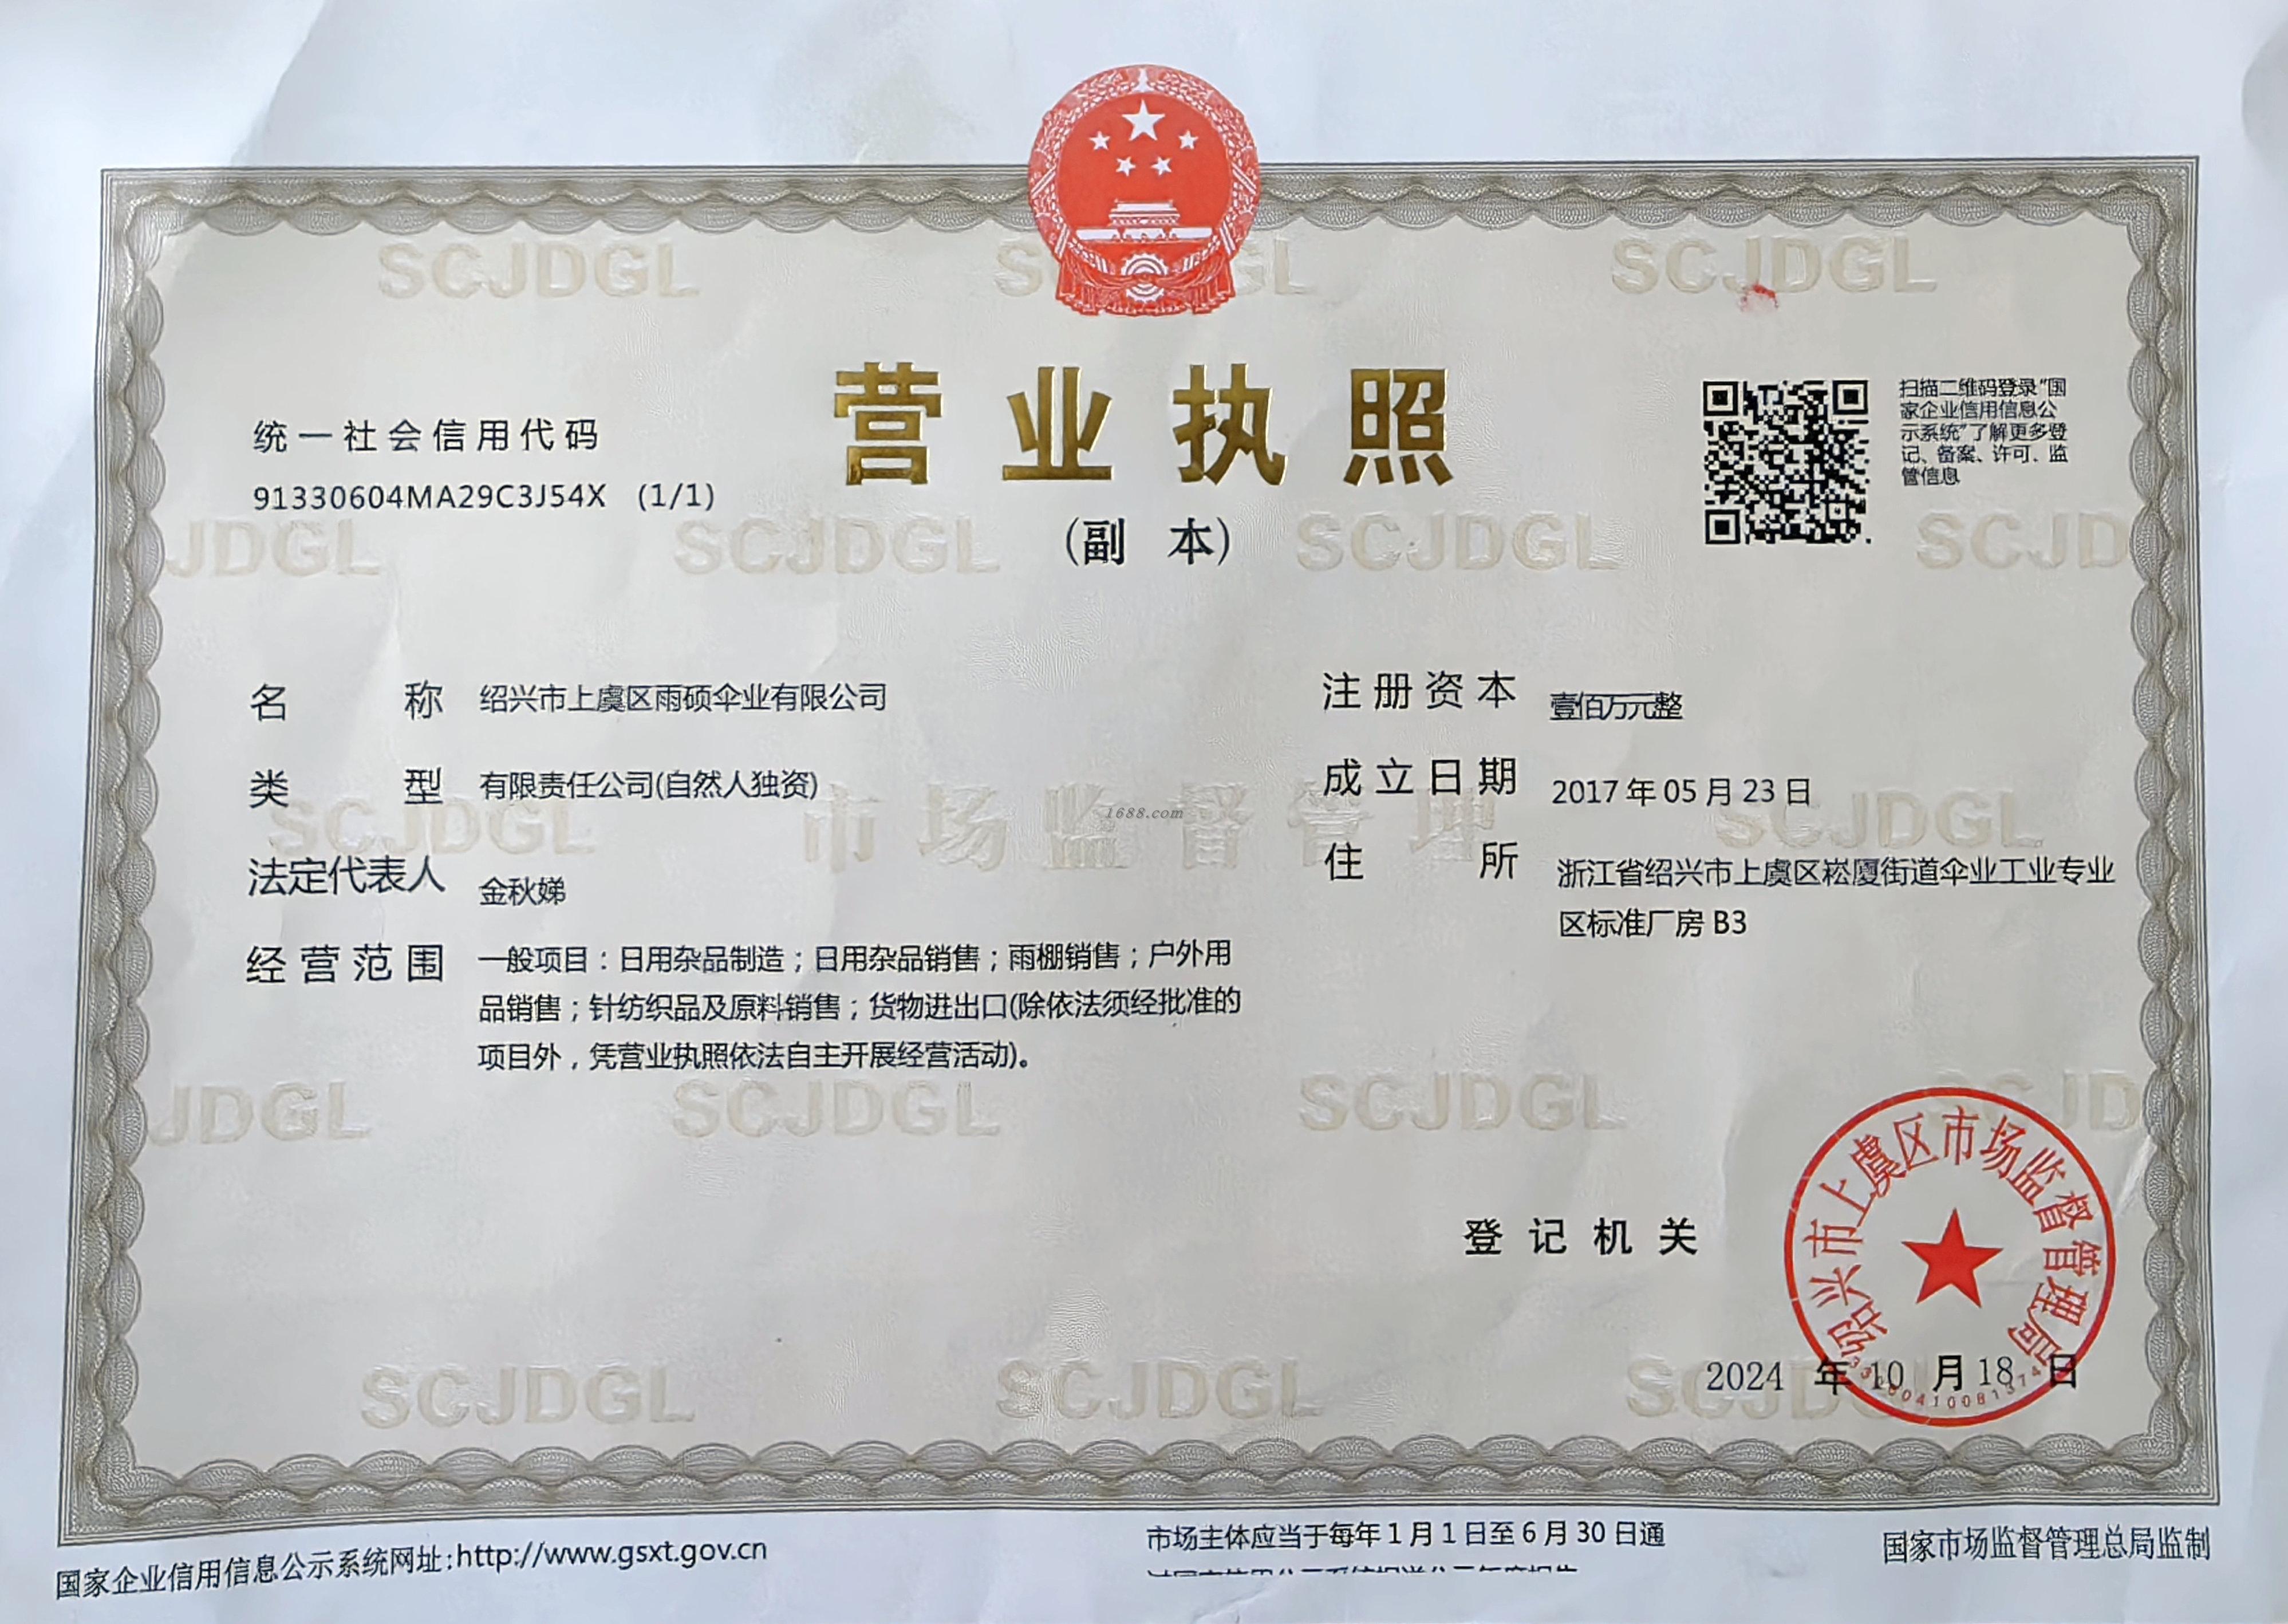 营业执照
(副 本)
统一社会信用代码
91330604MA29C3J54X (1/1)
扫描二维码登录“国
家企业信用信息公
示系统”了解更多登
记、备案、许可、监
管信息
名 称 绍兴市上虞区雨硕伞业有限公司
类 型 有限责任公司(自然人独资)
法定代表人 金秋娣
经营范围 一般项目：日用杂品制造；日用杂品销售；雨棚销售；户外用
品销售；针纺织品及原料销售；货物进出口(除依法须经批准的
项目外，凭营业执照依法自主开展经营活动)。
注册资本 壹佰万元整
成立日期 2017年05月23日
住 所 浙江省绍兴市上虞区崧厦街道伞业工业专业
区标准厂房B3
市场监督管理
1688.com
SCJDGL
登记机关
绍兴市上虞区市场监督管理局
2024 年 10 月 18 日
国家企业信用信息公示系统网址:http://www.gsxt.gov.cn
市场主体应当于每年1月1日至6月30日通
国家市场监督管理总局监制